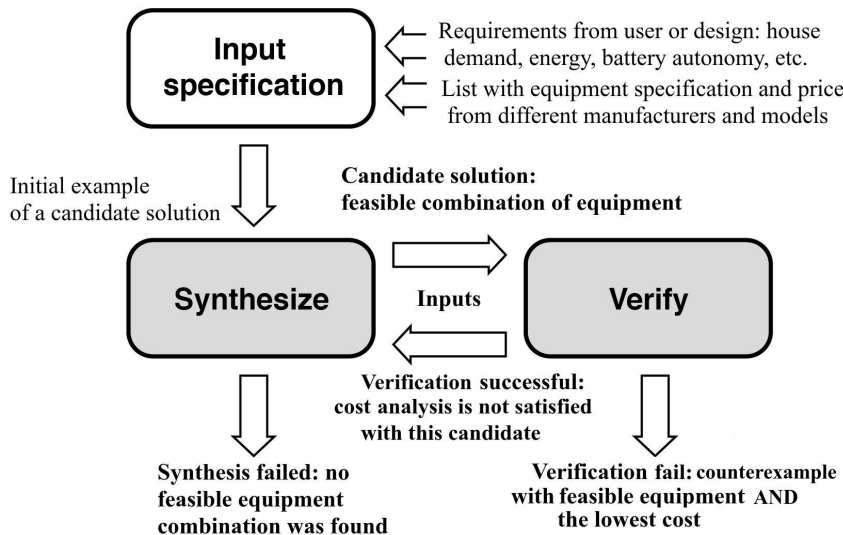 Input
specification
Requirements from user or design: house
demand, energy, battery autonomy, etc.
List with equipment specification and price
from different manufacturers and models
Initial example
of a candidate solution
Candidate solution:
feasible combination of equipment
Synthesize
Inputs
Verify
Verification successful:
cost analysis is not satisfied
with this candidate
Synthesis failed: no
feasible equipment
combination was found
Verification fail: counterexample
with feasible equipment AND
the lowest cost